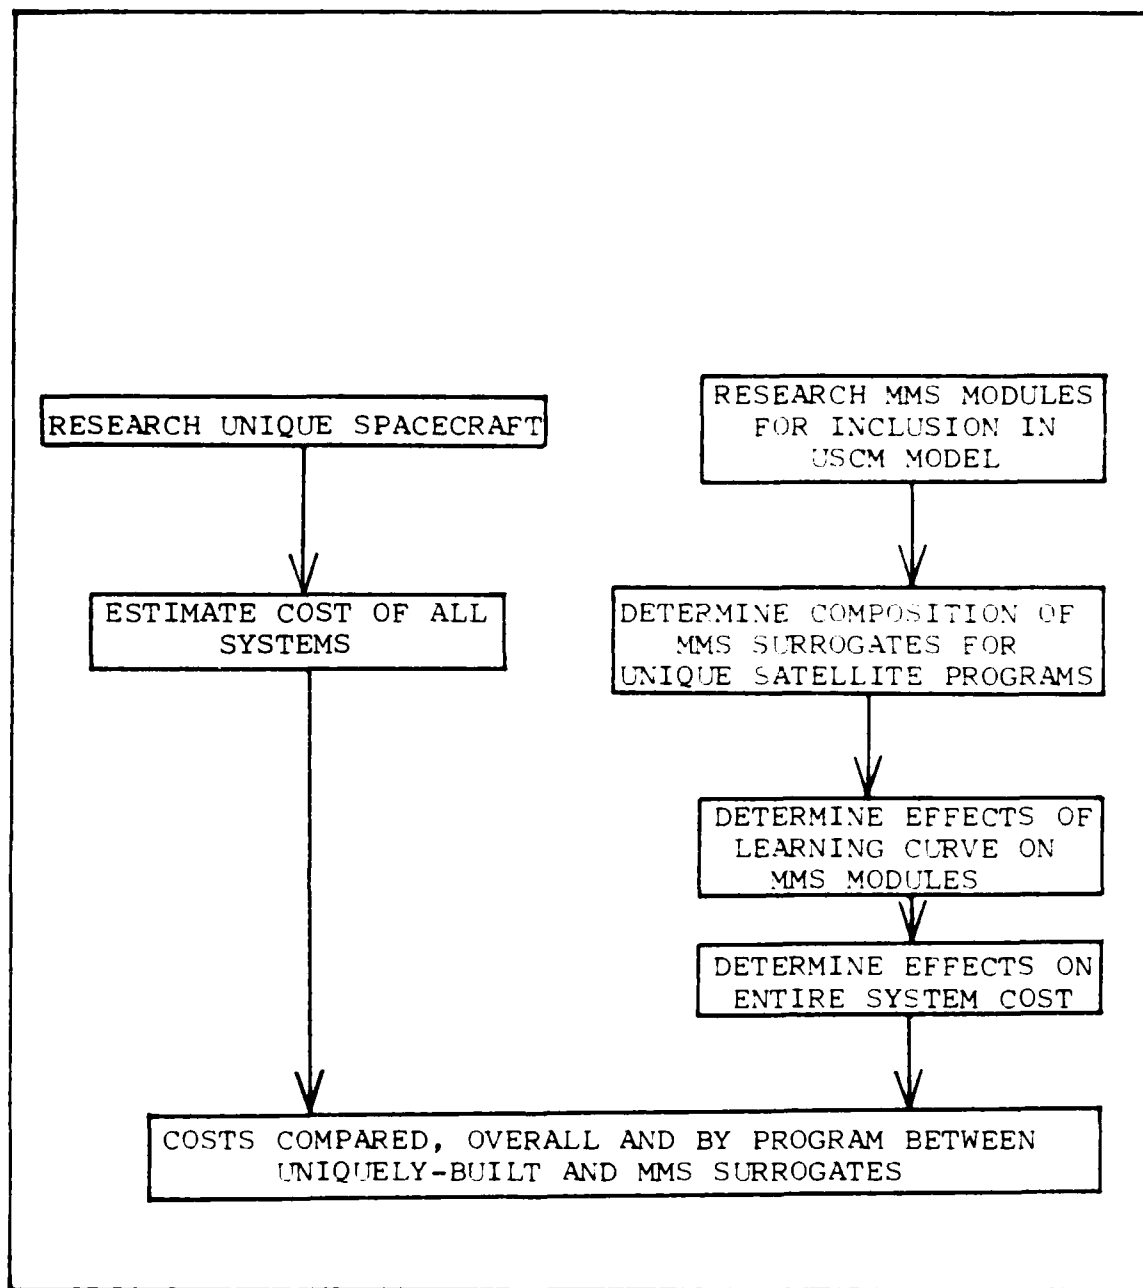 RESEARCH UNIQUE SPACECRAFT
ESTIMATE COST OF ALL
SYSTEMS
RESEARCH MMS MODULES
FOR INCLUSION IN
USCM MODEL
DETERMINE COMPOSITION OF
MMS SURROGATES FOR
UNIQUE SATELLITE PROGRAMS
DETERMINE EFFECTS OF
LEARNING CURVE ON
MMS MODULES
DETERMINE EFFECTS ON
ENTIRE SYSTEM COST
COSTS COMPARED, OVERALL AND BY PROGRAM BETWEEN
UNIQUELY-BUILT AND MMS SURROGATES